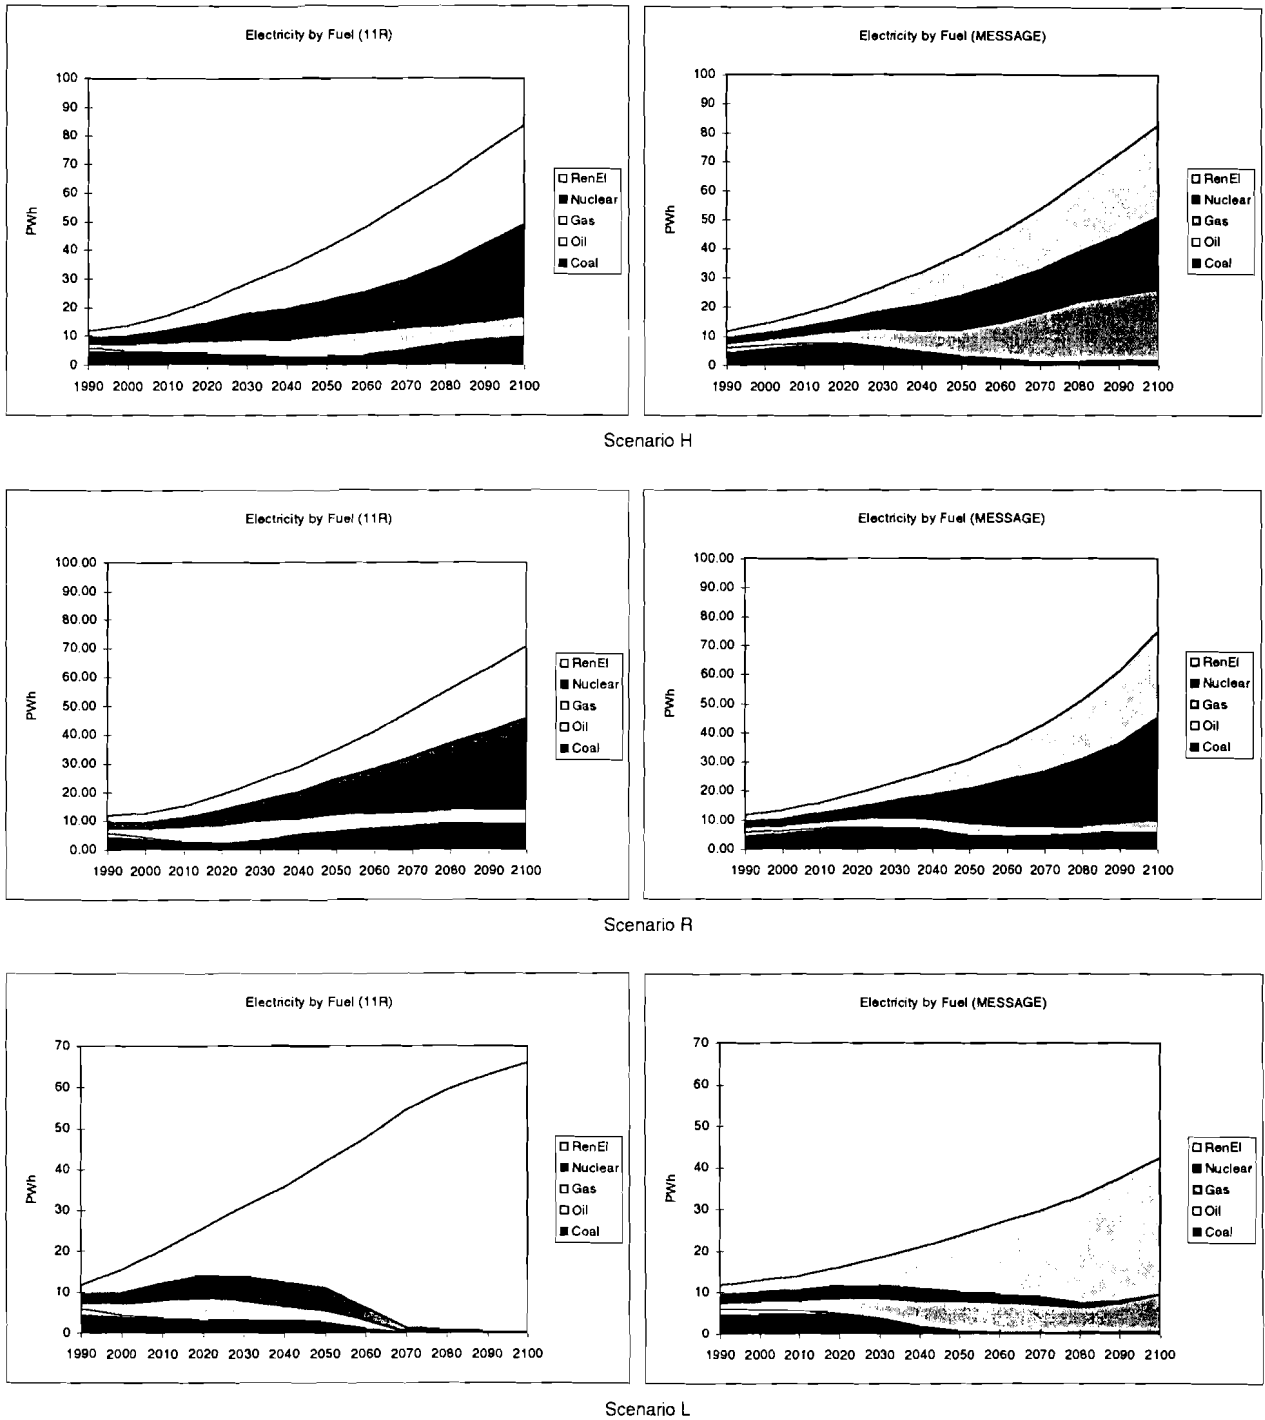 Electricity by Fuel (11R)
100
90
80
70
60
50
40
30
20
10
0
PWh
1990 2000 2010 2020 2030 2040 2050 2060 2070 2080 2090 2100
RenEl
Nuclear
Gas
Oil
Coal
Electricity by Fuel (MESSAGE)
100
90
80
70
60
50
40
30
20
10
0
PWh
1990 2000 2010 2020 2030 2040 2050 2060 2070 2080 2090 2100
RenEl
Nuclear
Gas
Oil
Coal
Scenario H
Electricity by Fuel (11R)
100.00
90.00
80.00
70.00
60.00
50.00
40.00
30.00
20.00
10.00
0.00
PWh
1990 2000 2010 2020 2030 2040 2050 2060 2070 2080 2090 2100
RenEl
Nuclear
Gas
Oil
Coal
Electricity by Fuel (MESSAGE)
100.00
90.00
80.00
70.00
60.00
50.00
40.00
30.00
20.00
10.00
0.00
PWh
1990 2000 2010 2020 2030 2040 2050 2060 2070 2080 2090 2100
RenEl
Nuclear
Gas
Oil
Coal
Scenario R
Electricity by Fuel (11R)
70
60
50
40
30
20
10
0
PWh
1990 2000 2010 2020 2030 2040 2050 2060 2070 2080 2090 2100
RenEl
Nuclear
Gas
Oil
Coal
Electricity by Fuel (MESSAGE)
70
60
50
40
30
20
10
0
PWh
1990 2000 2010 2020 2030 2040 2050 2060 2070 2080 2090 2100
RenEl
Nuclear
Gas
Oil
Coal
Scenario L